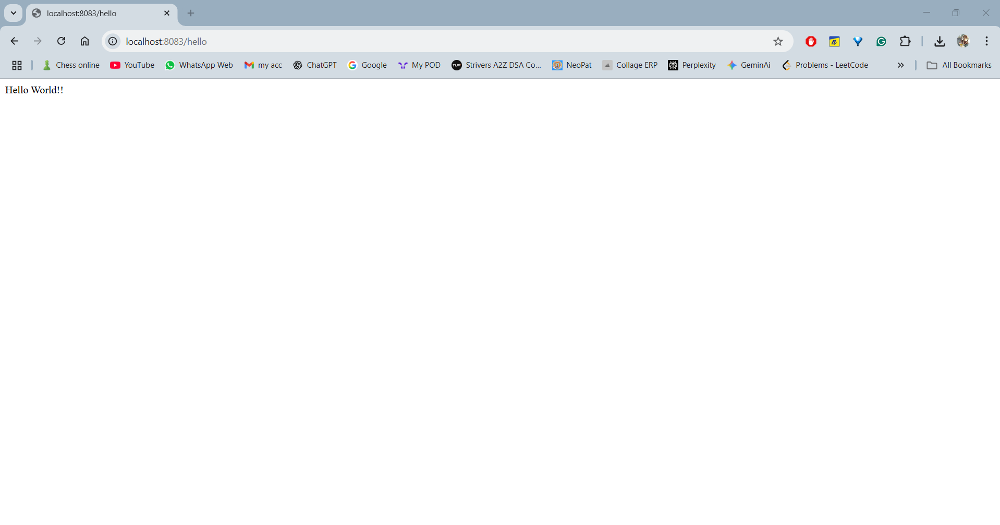 localhost:8083/hello
localhost:8083/hello
Chess online YouTube WhatsApp Web my acc ChatGPT Google My POD TUF Strivers A2Z DSA Co... NeoPat Collage ERP Perplexity GeminAi Problems - LeetCode All Bookmarks
Hello World!!